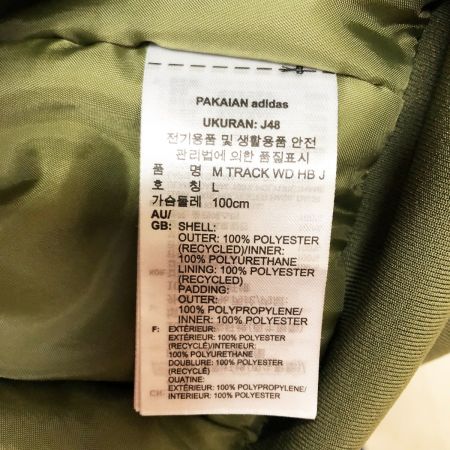 PAKAIAN adidas
UKURAN: J48
전기용품 및 생활용품 안전
관리법에 의한 품질표시
품 명 M TRACK WD HB J
호 칭 L
가슴둘레 100cm
AU/
GB: SHELL:
OUTER: 100% POLYESTER
(RECYCLED)/INNER:
100% POLYURETHANE
LINING: 100% POLYESTER
(RECYCLED)
PADDING:
OUTER:
100% POLYPROPYLENE/
INNER: 100% POLYESTER
F: EXTÉRIEUR:
EXTÉRIEUR: 100% POLYESTER
(RECYCLÉ)/INTERIEUR:
100% POLYURETHANE
DOUBLURE: 100% POLYESTER
(RECYCLÉ)
OUATINE:
EXTÉRIEUR: 100% POLYPROPYLENE/
INTERIEUR: 100% POLYESTER